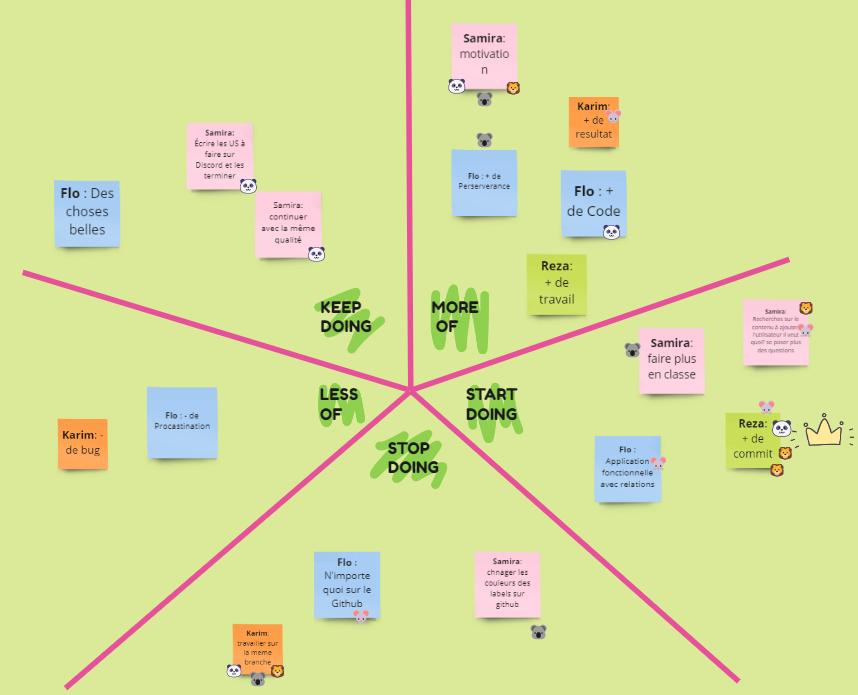 Samira:
motivatio
n
Karim:
+ de
resultat
Samira:
Écrire les US à
faire sur
Discord et les
terminer
Flo : + de
Perserverance
Flo : +
de Code
Flo : Des
choses
belles
Samira:
continuer
avec la même
qualité
Reza:
+ de
travail
KEEP
DOING
MORE
OF
Samira:
Recherches sur le
contenu à ajouter
l'utilisateur il veut
quoi? se poser plus
des questions
Samira:
faire plus
en classe
LESS
OF
START
DOING
STOP
DOING
Flo : - de
Procastination
Karim: -
de bug
Reza:
+ de
commit
Flo :
Application
fonctionnelle
avec relations
Flo :
N'importe
quoi sur le
Github
Samira:
chnager les
couleurs des
labels sur
github
Karim:
travailler sur
la meme
branche